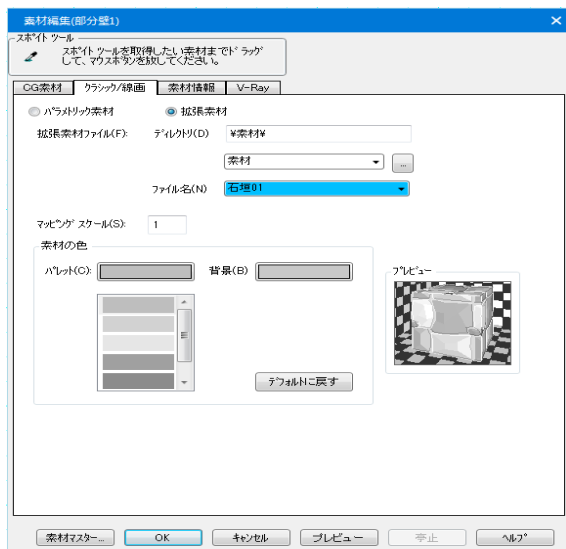 素材編集(部分壁1)
スポイト ツール
スポイト ツールを取得したい素材までドラッグ
して、マウスボタンを放してください。
CG素材 クラシック/線画 素材情報 V-Ray
パラメトリック素材 拡張素材
拡張素材ファイル(F): ディレクトリ(D) ¥素材¥
素材 ...
ファイル名(N) 石垣01
マッピング スケール(S): 1
素材の色
パレット(C): 背景(B)
プレビュー
デフォルトに戻す
素材マスター... OK キャンセル プレビュー 停止 ヘルプ